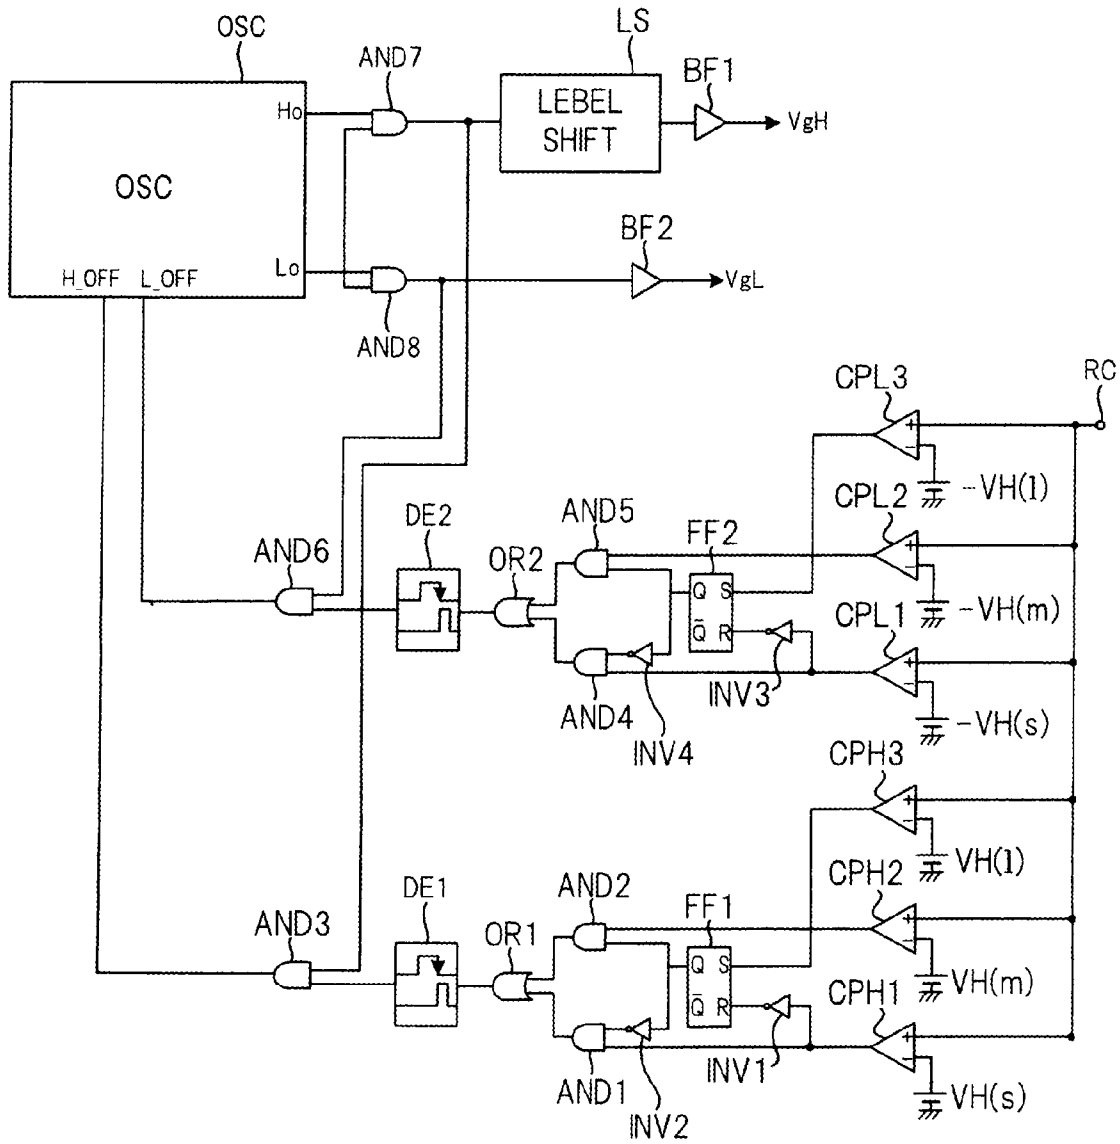 OSC
LS
AND7
BF1
Ho
LEBEL
SHIFT
VgH
OSC
BF2
Lo
H_OFF L_OFF
VgL
AND8
RC
CPL3
-VH(l)
DE2
AND5
FF2
CPL2
AND6
OR2
Q S
-VH(m)
Q̅ R
CPL1
AND4
INV3
INV4
-VH(s)
CPH3
VH(l)
DE1
AND2
FF1
CPH2
AND3
OR1
Q S
VH(m)
Q̅ R
CPH1
AND1
INV1
INV2
VH(s)
+
-
+
-
+
-
+
-
+
-
+
-